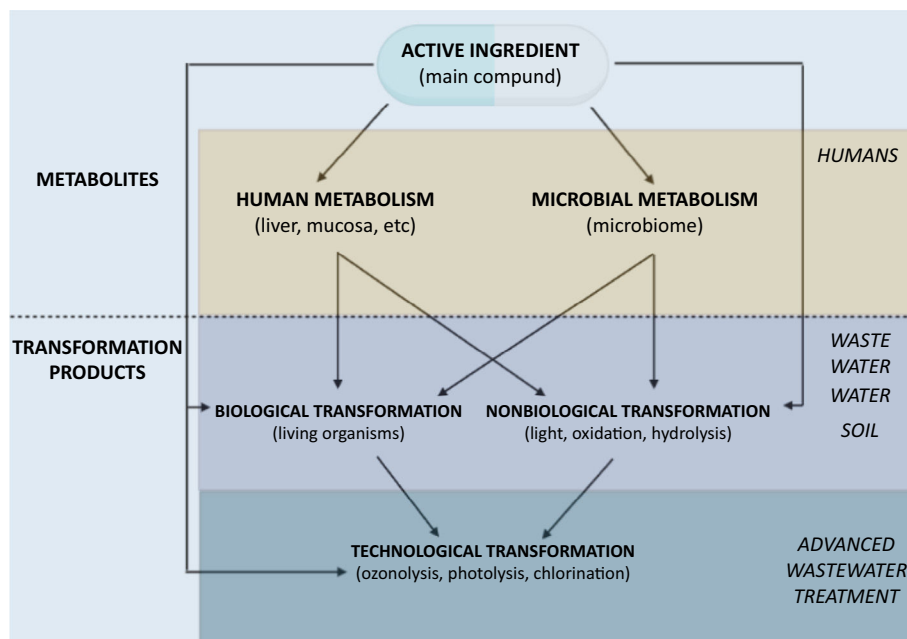 ACTIVE INGREDIENT
(main compund)
HUMANS
METABOLITES
HUMAN METABOLISM
(liver, mucosa, etc)
MICROBIAL METABOLISM
(microbiome)
TRANSFORMATION
PRODUCTS
WASTE
WATER
WATER
SOIL
BIOLOGICAL TRANSFORMATION
(living organisms)
NONBIOLOGICAL TRANSFORMATION
(light, oxidation, hydrolysis)
TECHNOLOGICAL TRANSFORMATION
(ozonolysis, photolysis, chlorination)
ADVANCED
WASTEWATER
TREATMENT